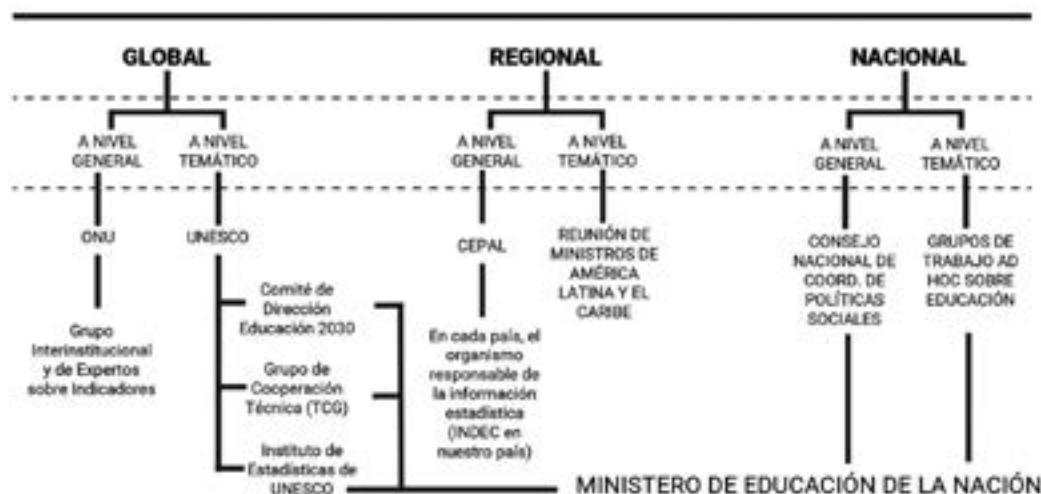 GLOBAL
REGIONAL
NACIONAL
A NIVEL
GENERAL
A NIVEL
TEMÁTICO
A NIVEL
GENERAL
A NIVEL
TEMÁTICO
A NIVEL
GENERAL
A NIVEL
TEMÁTICO
ONU
UNESCO
CEPAL
REUNIÓN DE
MINISTROS DE
AMÉRICA
LATINA Y EL
CARIBE
CONSEJO
NACIONAL DE
COORD. DE
POLÍTICAS
SOCIALES
GRUPOS DE
TRABAJO AD
HOC SOBRE
EDUCACIÓN
Grupo
Interinstitucional
y de Expertos
sobre Indicadores
Comité de
Dirección
Educación 2030
Grupo de
Cooperación
Técnica (TCG)
Instituto de
Estadísticas de
UNESCO
En cada país, el
organismo
responsable de
la información
estadística
(INDEC en
nuestro país)
MINISTERO DE EDUCACIÓN DE LA NACIÓN